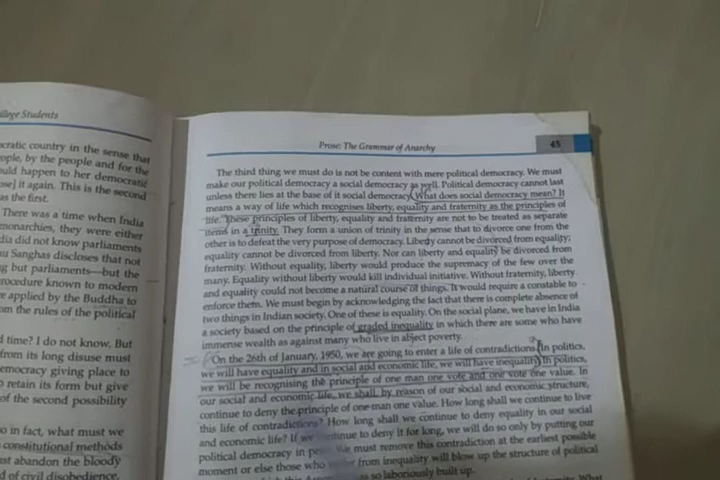 llege Students
cratic country in the sense that
ople, by the people and for the
ould happen to her democratic
ose] it again. This is the second
as the first.
There was a time when India
monarchies, they were either
dia did not know parliaments
Sanghas discloses that not
g but parliaments—but the
rocedure known to modern
e applied by the Buddha to
om the rules of the political
d time? I do not know. But
from its long disuse must
emocracy giving place to
o retain its form but give
of the second possibility
o in fact, what must we
constitutional methods
st abandon the bloody
d of civil disobedience,
Prose: The Grammar of Anarchy
45
The third thing we must do is not be content with mere political democracy. We must
make our political democracy a social democracy as well. Political democracy cannot last
unless there lies at the base of it social democracy. What does social democracy mean? It
means a way of life which recognises liberty, equality and fraternity as the principles of
life. These principles of liberty, equality and fraternity are not to be treated as separate
items in a trinity. They form a union of trinity in the sense that to divorce one from the
other is to defeat the very purpose of democracy. Liberty cannot be divorced from equality;
equality cannot be divorced from liberty. Nor can liberty and equality be divorced from
fraternity. Without equality, liberty would produce the supremacy of the few over the
many. Equality without liberty would kill individual initiative. Without fraternity, liberty
and equality could not become a natural course of things. It would require a constable to
enforce them. We must begin by acknowledging the fact that there is complete absence of
two things in Indian society. One of these is equality. On the social plane, we have in India
a society based on the principle of graded inequality in which there are some who have
immense wealth as against many who live in abject poverty.
On the 26th of January, 1950, we are going to enter a life of contradictions. In politics,
we will have equality and in social and economic life, we will have inequality. In politics,
we will be recognising the principle of one man one vote and one vote one value. In
our social and economic life, we shall, by reason of our social and economic structure,
continue to deny the principle of one man one value. How long shall we continue to live
this life of contradictions? How long shall we continue to deny equality in our social
and economic life? If we continue to deny it for long, we will do so only by putting our
political democracy in We must remove this contradiction at the earliest possible
moment or else those who from inequality will blow up the structure of political
so laboriously built up.